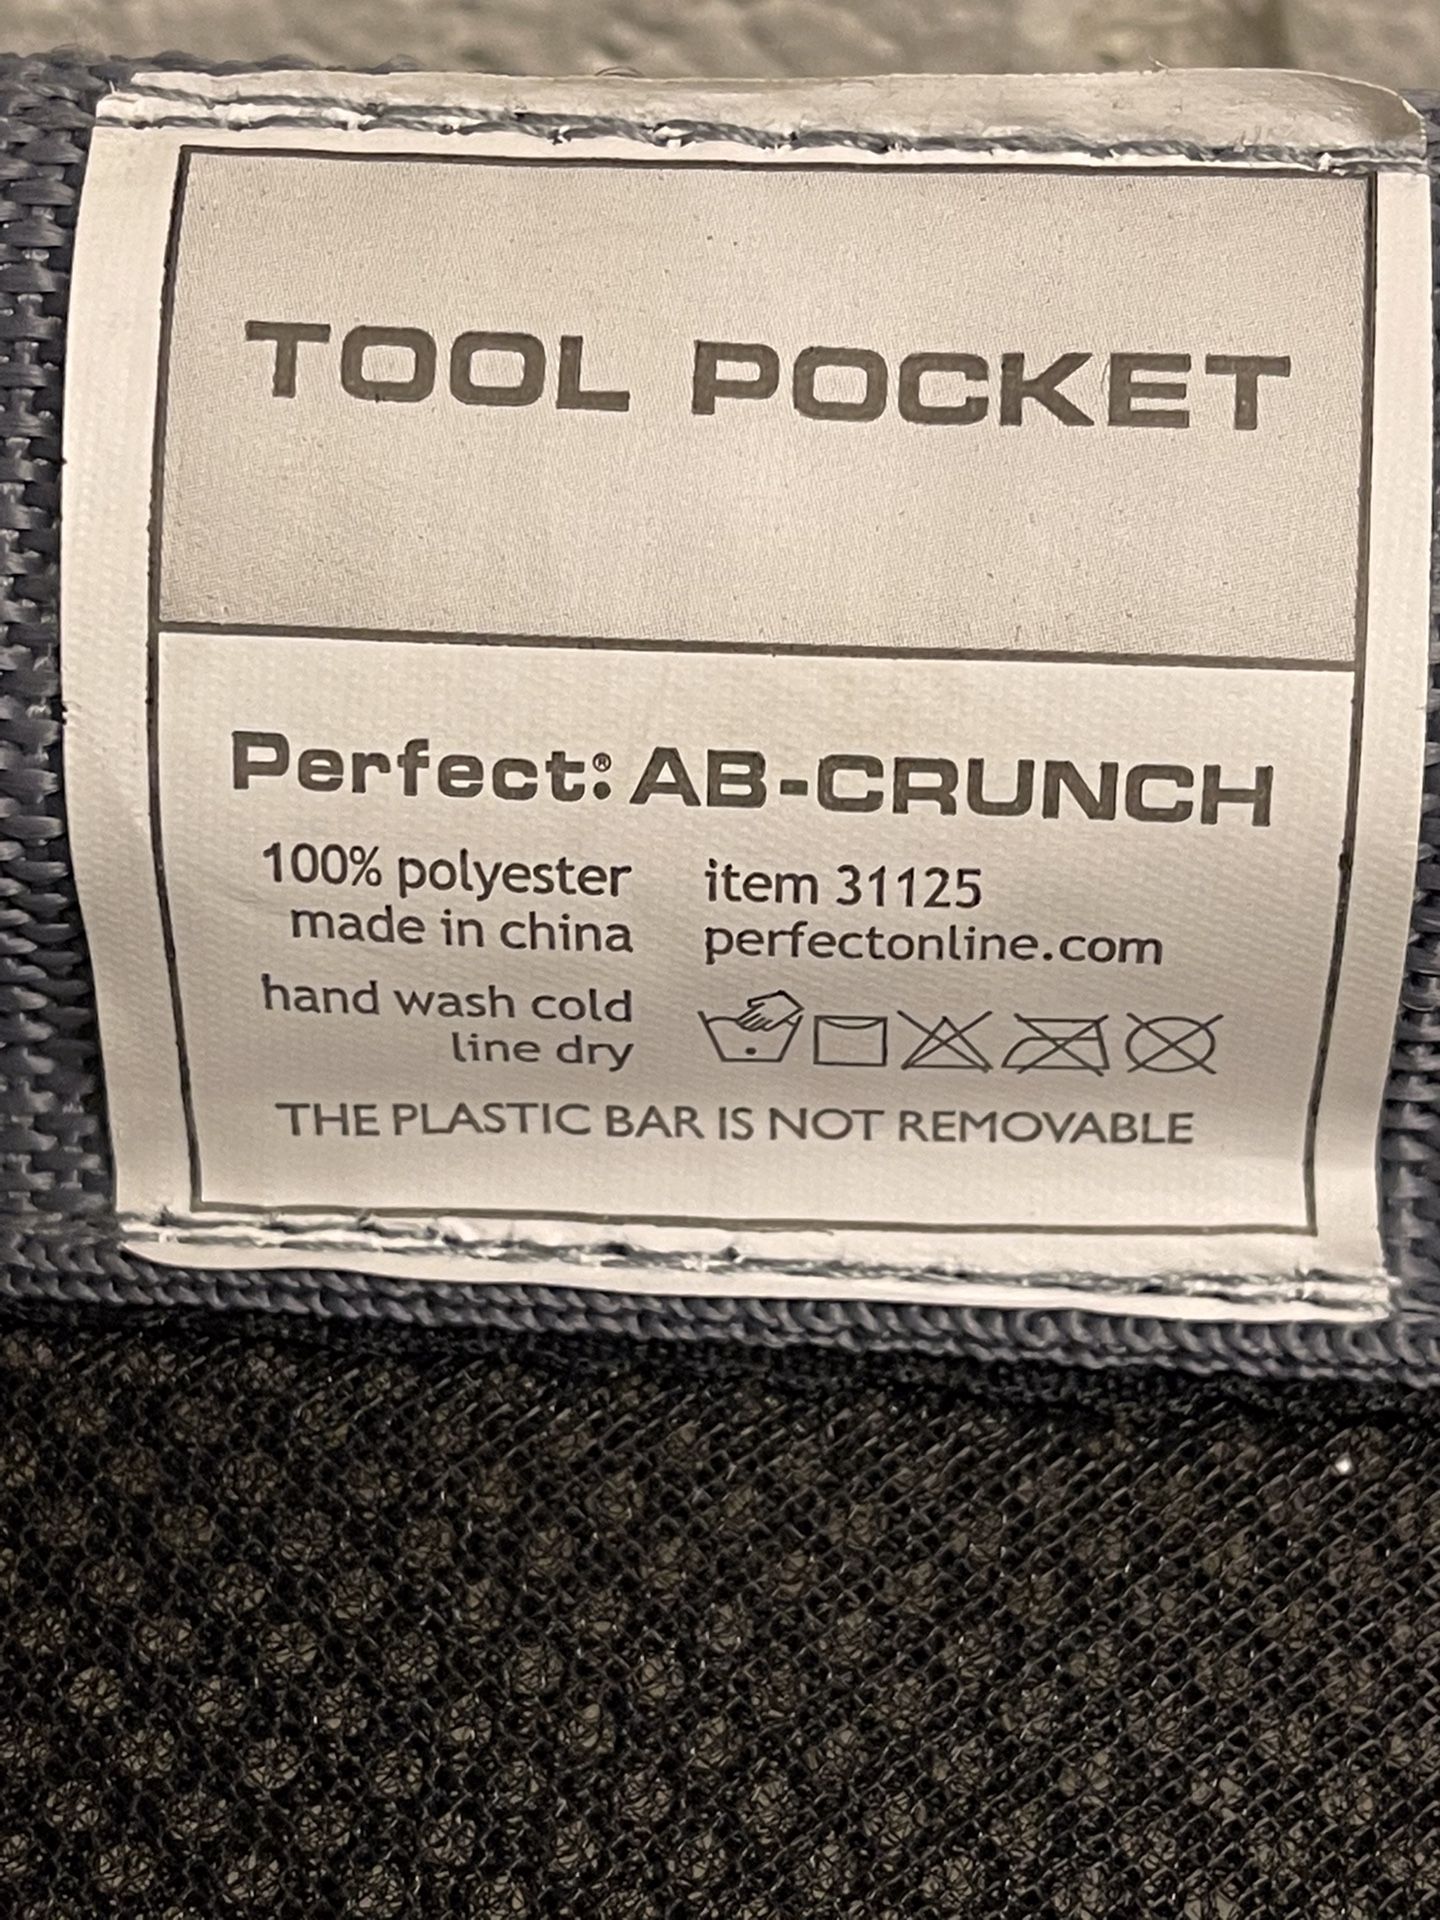 TOOL POCKET
Perfect:® AB-CRUNCH
100% polyester item 31125
made in china perfectonline.com
hand wash cold
line dry
THE PLASTIC BAR IS NOT REMOVABLE